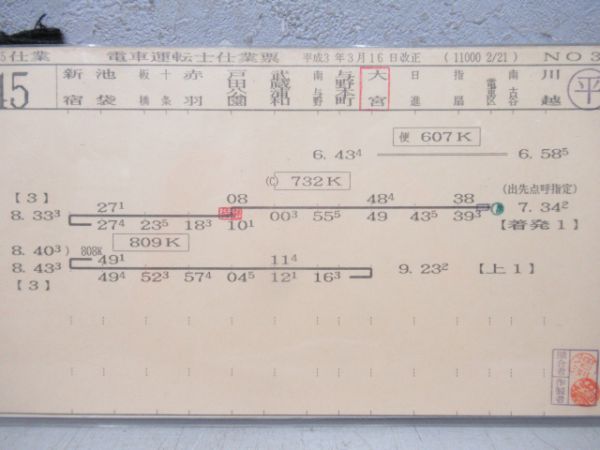 5仕業 電車運転士仕業票 平成3年3月16日改正 (11000 2/21) NO3
45 新宿 池袋 板橋 十条 赤羽 戸田公園 武蔵浦和 南与野 与野本町 大宮 日進 指扇 南古谷 川越 平
便 607K
6.43⁴ 6.58⁵
(C) 732K
【3】 27¹ 08 48⁴ 38 (出先点呼指定)
8.33³ 7.34²
27⁴ 23⁵ 18³ 10¹ 00³ 55⁵ 49 43⁵ 39³ 【着発1】
809K
8.40³) 808K 49¹ 11⁴
8.43³ 9.23² 【上1】
【3】 49⁴ 52³ 57⁴ 04⁵ 12¹ 16³